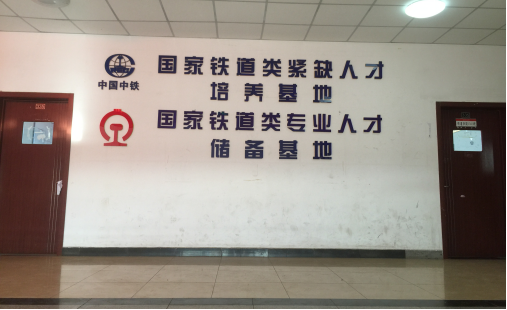 国家铁道类紧缺人才
培养基地
中国中铁
国家铁道类专业人才
储备基地